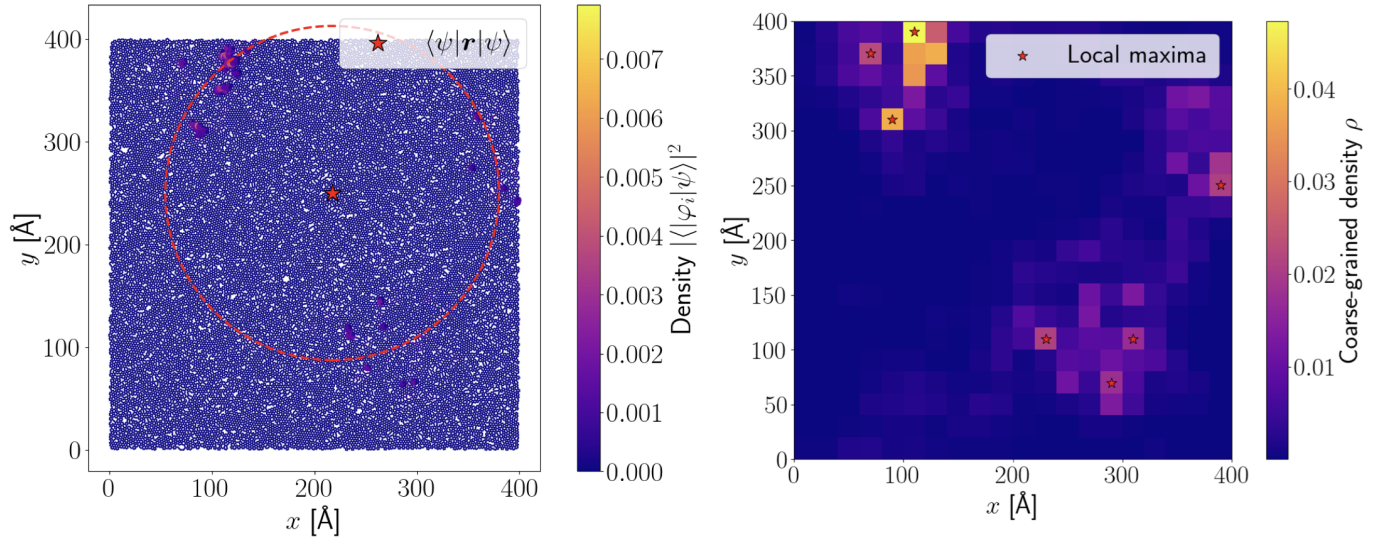 ⟨ψ|r|ψ⟩
400
300
200
100
0
y [Å]
0 100 200 300 400
x [Å]
0.007
0.006
0.005
0.004
0.003
0.002
0.001
0.000
Density |⟨|φᵢ|ψ⟩|²
Local maxima
400
350
300
250
200
150
100
50
0
y [Å]
0 100 200 300 400
x [Å]
0.04
0.03
0.02
0.01
Coarse-grained density ρ